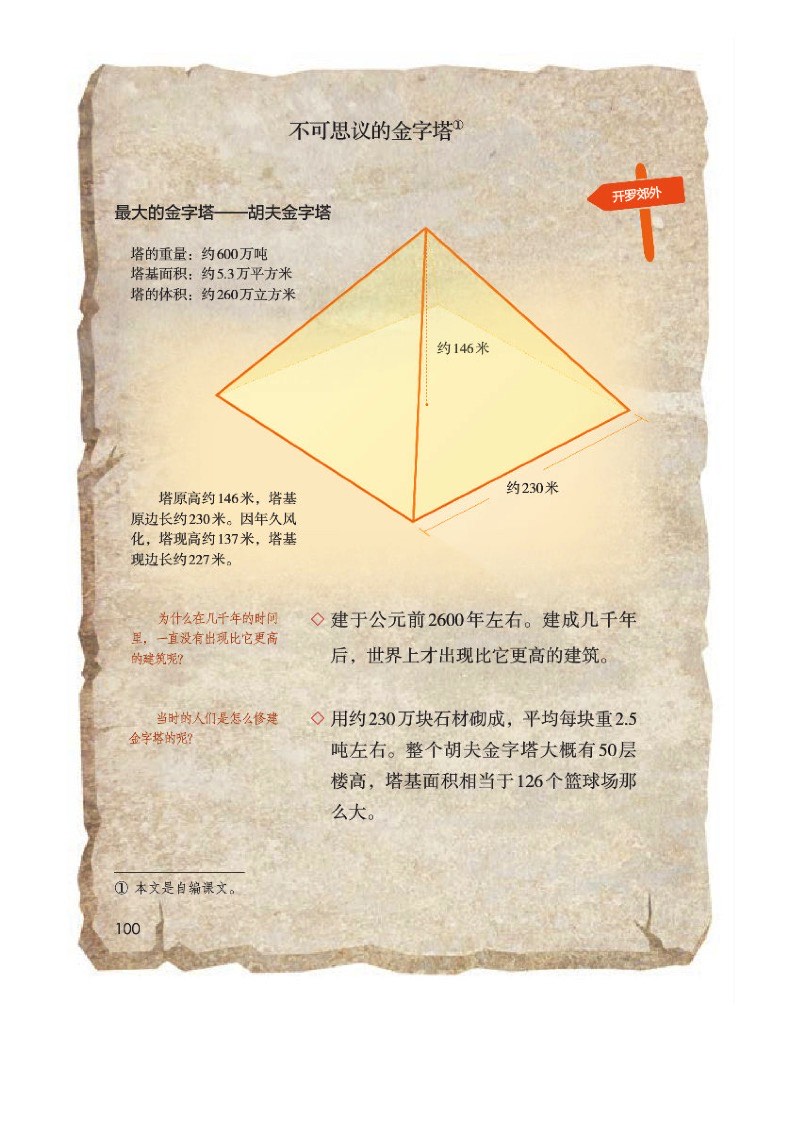 不可思议的金字塔①
开罗郊外
最大的金字塔——胡夫金字塔
塔的重量：约600万吨
塔基面积：约5.3万平方米
塔的体积：约260万立方米
约146米
约230米
塔原高约146米，塔基
原边长约230米。因年久风
化，塔现高约137米，塔基
现边长约227米。
为什么在几千年的时间
里，一直没有出现比它更高
的建筑呢？
◇ 建于公元前2600年左右。建成几千年
后，世界上才出现比它更高的建筑。
当时的人们是怎么修建
金字塔的呢？
◇ 用约230万块石材砌成，平均每块重2.5
吨左右。整个胡夫金字塔大概有50层
楼高，塔基面积相当于126个篮球场那
么大。
① 本文是自编课文。
100